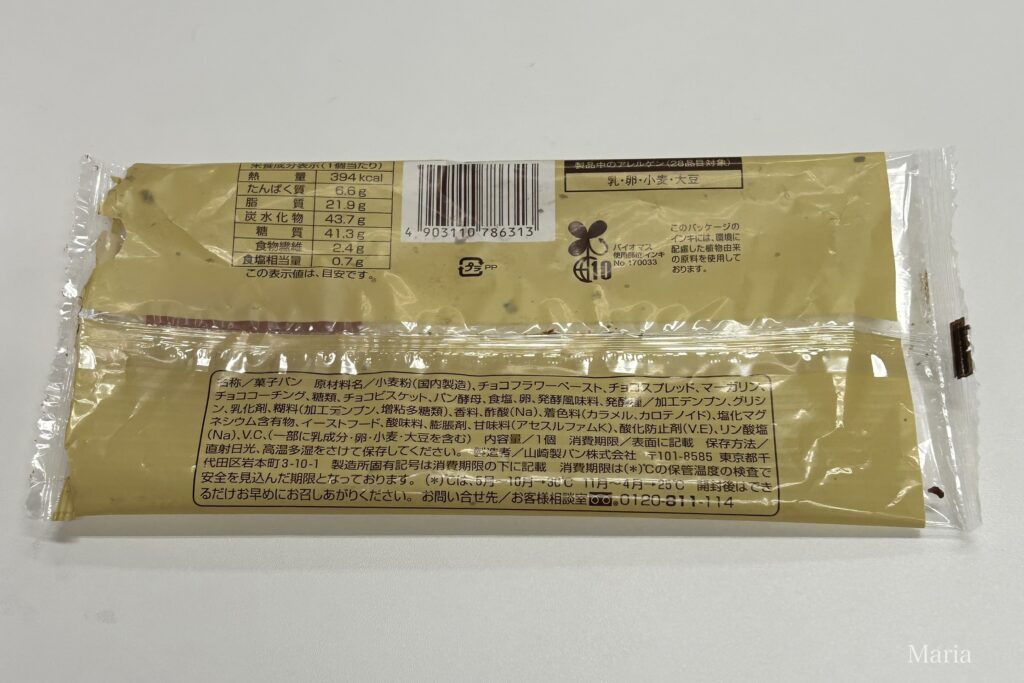 栄養成分表示(1個当たり)
熱 量 394kcal
たんぱく質 6.6g
脂 質 21.9g
炭水化物 43.7g
糖 質 41.3g
食物繊維 2.4g
食塩相当量 0.7g
この表示値は、目安です。
4 903110 786313
プラ PP
製品中のアレルゲン(28品目対象)
乳・卵・小麦・大豆
バイオマス
使用部位:インキ
No.170033
10
このパッケージの
インキには、環境に
配慮した植物由来
の原料を使用して
おります。
名称/菓子パン 原材料名/小麦粉(国内製造)、チョコフラワーペースト、チョコスプレッド、マーガリン、
チョココーチング、糖類、チョコビスケット、パン酵母、食塩、卵、発酵風味料、発酵種/加工デンプン、グリシ
ン、乳化剤、糊料(加工デンプン、増粘多糖類)、香料、酢酸(Na)、着色料(カラメル、カロテノイド)、塩化マグ
ネシウム含有物、イーストフード、酸味料、膨脹剤、甘味料(アセスルファムK)、酸化防止剤(V.E)、リン酸塩
(Na)、V.C、(一部に乳成分・卵・小麦・大豆を含む) 内容量/1個 消費期限/表面に記載 保存方法/
直射日光、高温多湿をさけて保存してください。 製造者/山崎製パン株式会社 〒101-8585 東京都千
代田区岩本町3-10-1 製造所固有記号は消費期限の下に記載 消費期限は(*)℃の保管温度の検査で
安全を見込んだ期限となっております。(*)℃は、5月~10月→30℃ 11月~4月→25℃ 開封後はでき
るだけお早めにお召しあがりください。 お問い合せ先/お客様相談室 0120-811-114
Maria